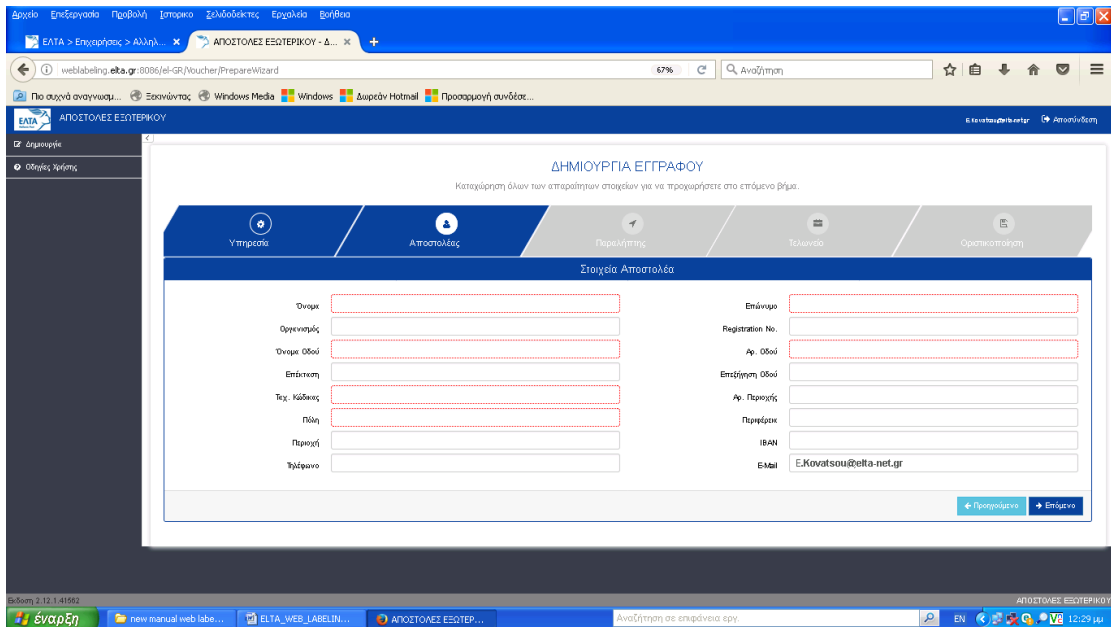 Αρχείο Επεξεργασία Προβολή Ιστορικο Σελιδοδείκτες Εργαλεία Βοήθεια
ΕΛΤΑ > Επιχειρήσεις > Αλληλ... ΑΠΟΣΤΟΛΕΣ ΕΞΩΤΕΡΙΚΟΥ - Δ...
weblabeling.elta.gr:8086/el-GR/Voucher/PrepareWizard 67% Αναζήτηση
Πιο συχνά αναγνωσμ... Ξεκινώντας Windows Media Windows Δωρεάν Hotmail Προσαρμογή συνδέσε...
ΕΛΤΑ ΑΠΟΣΤΟΛΕΣ ΕΞΩΤΕΡΙΚΟΥ E.Kovatsou@elta-net.gr Αποσύνδεση
Δημιουργία
Οδηγίες Χρήσης
ΔΗΜΙΟΥΡΓΙΑ ΕΓΓΡΑΦΟΥ
Καταχώρηση όλων των απαραίτητων στοιχείων για να προχωρήσετε στο επόμενο βήμα.
Υπηρεσία Αποστολέας Παραλήπτης Τελωνείο Οριστικοποίηση
Στοιχεία Αποστολέα
Όνομα Επώνυμο
Οργανισμός Registration No.
Όνομα Οδού Αρ. Οδού
Επέκταση Επεξήγηση Οδού
Ταχ. Κώδικας Αρ. Περιοχής
Πόλη Περιφέρεια
Περιοχή IBAN
Τηλέφωνο E-Mail E.Kovatsou@elta-net.gr
Προηγούμενο Επόμενο
Έκδοση 2.12.1.41562 ΑΠΟΣΤΟΛΕΣ ΕΞΩΤΕΡΙΚΟΥ
έναρξη new manual web labe... ELTA_WEB_LABELIN... ΑΠΟΣΤΟΛΕΣ ΕΞΩΤΕΡ... Αναζήτηση σε επιφάνεια εργ. EN 12:29 μμ